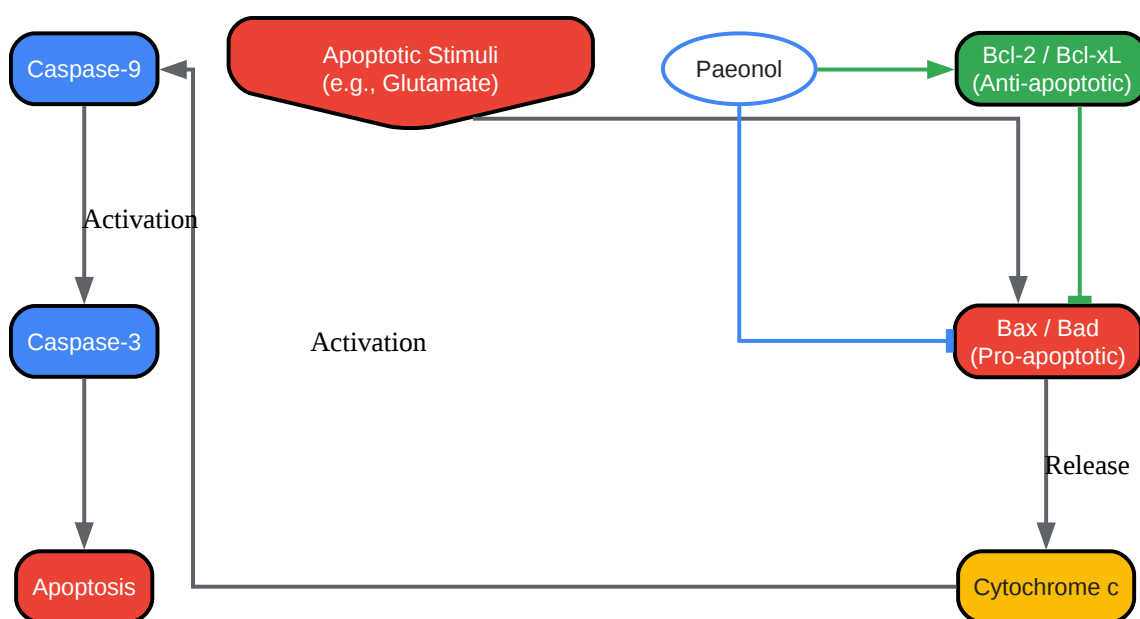 Caspase-9
Apoptotic Stimuli
(e.g., Glutamate)
Paeonol
Bcl-2 / Bcl-xL
(Anti-apoptotic)
Activation
Caspase-3
Activation
Bax / Bad
(Pro-apoptotic)
Release
Apoptosis
Cytochrome c